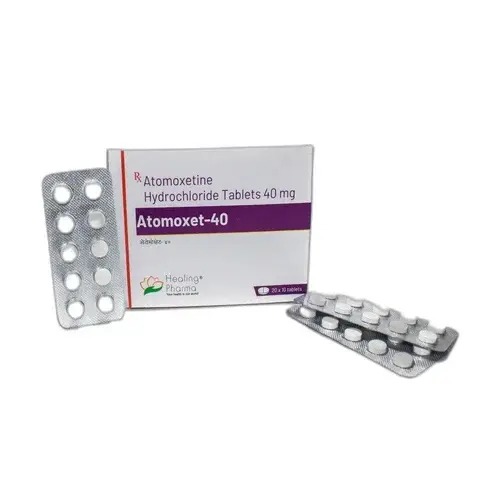 Rx Atomoxetine
Hydrochloride Tablets 40 mg
Atomoxet-40
Healing+
Pharma
20 x 10 tablets